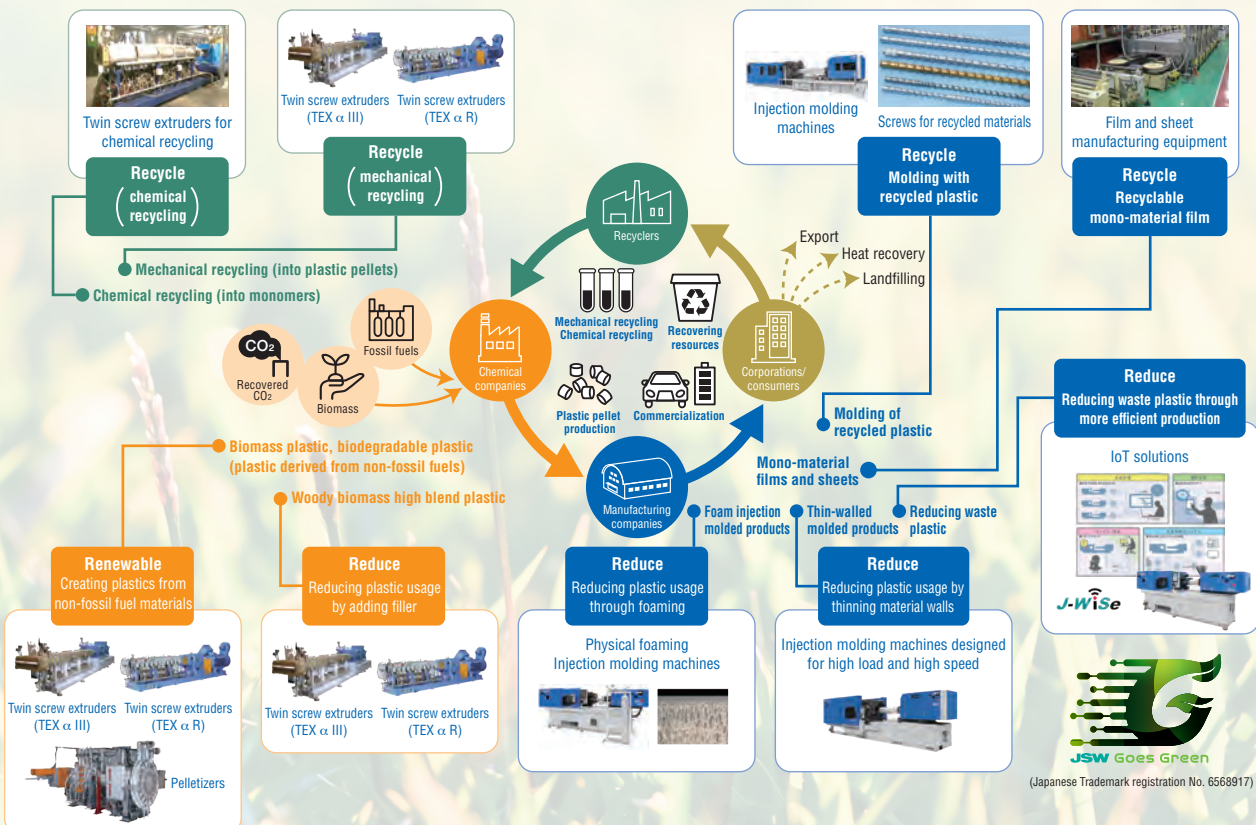 Twin screw extruders for
chemical recycling
Recycle
(chemical
recycling)
Twin screw extruders
(TEX α III)
Twin screw extruders
(TEX α R)
Recycle
(mechanical
recycling)
Injection molding
machines
Screws for recycled materials
Recycle
Molding with
recycled plastic
Film and sheet
manufacturing equipment
Recycle
Recyclable
mono-material film
Mechanical recycling (into plastic pellets)
Chemical recycling (into monomers)
Recyclers
Export
Heat recovery
Landfilling
CO₂
Recovered
CO₂
Biomass
Fossil fuels
Chemical
companies
Mechanical recycling
Chemical recycling
Recovering
resources
Plastic pellet
production
Commercialization
Corporations/
consumers
Manufacturing
companies
Molding of
recycled plastic
Mono-material
films and sheets
Foam injection
molded products
Thin-walled
molded products
Reducing waste
plastic
Biomass plastic, biodegradable plastic
(plastic derived from non-fossil fuels)
Woody biomass high blend plastic
Reduce
Reducing waste plastic through
more efficient production
IoT solutions
J-WiSe
Renewable
Creating plastics from
non-fossil fuel materials
Twin screw extruders
(TEX α III)
Twin screw extruders
(TEX α R)
Pelletizers
Reduce
Reducing plastic usage
by adding filler
Twin screw extruders
(TEX α III)
Twin screw extruders
(TEX α R)
Reduce
Reducing plastic usage
through foaming
Physical foaming
Injection molding machines
Reduce
Reducing plastic usage by
thinning material walls
Injection molding machines designed
for high load and high speed
JSW Goes Green
(Japanese Trademark registration No. 6568917)